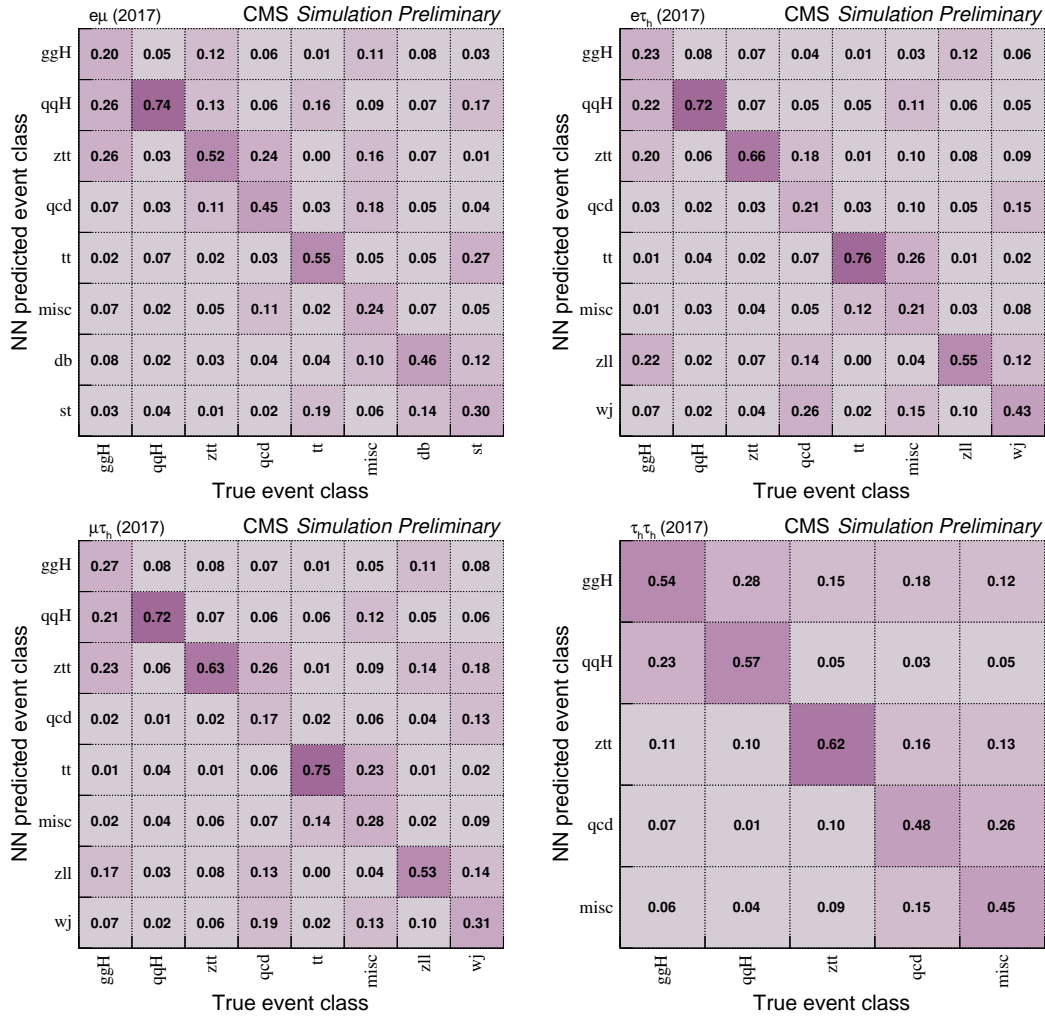 eμ (2017) CMS Simulation Preliminary
NN predicted event class
ggH 0.20 0.05 0.12 0.06 0.01 0.11 0.08 0.03
qqH 0.26 0.74 0.13 0.06 0.16 0.09 0.07 0.17
ztt 0.26 0.03 0.52 0.24 0.00 0.16 0.07 0.01
qcd 0.07 0.03 0.11 0.45 0.03 0.18 0.05 0.04
tt 0.02 0.07 0.02 0.03 0.55 0.05 0.05 0.27
misc 0.07 0.02 0.05 0.11 0.02 0.24 0.07 0.05
db 0.08 0.02 0.03 0.04 0.04 0.10 0.46 0.12
st 0.03 0.04 0.01 0.02 0.19 0.06 0.14 0.30
ggH qqH ztt qcd tt misc db st
True event class
eτh (2017) CMS Simulation Preliminary
NN predicted event class
ggH 0.23 0.08 0.07 0.04 0.01 0.03 0.12 0.06
qqH 0.22 0.72 0.07 0.05 0.05 0.11 0.06 0.05
ztt 0.20 0.06 0.66 0.18 0.01 0.10 0.08 0.09
qcd 0.03 0.02 0.03 0.21 0.03 0.10 0.05 0.15
tt 0.01 0.04 0.02 0.07 0.76 0.26 0.01 0.02
misc 0.01 0.03 0.04 0.05 0.12 0.21 0.03 0.08
zll 0.22 0.02 0.07 0.14 0.00 0.04 0.55 0.12
wj 0.07 0.02 0.04 0.26 0.02 0.15 0.10 0.43
ggH qqH ztt qcd tt misc zll wj
True event class
μτh (2017) CMS Simulation Preliminary
NN predicted event class
ggH 0.27 0.08 0.08 0.07 0.01 0.05 0.11 0.08
qqH 0.21 0.72 0.07 0.06 0.06 0.12 0.05 0.06
ztt 0.23 0.06 0.63 0.26 0.01 0.09 0.14 0.18
qcd 0.02 0.01 0.02 0.17 0.02 0.06 0.04 0.13
tt 0.01 0.04 0.01 0.06 0.75 0.23 0.01 0.02
misc 0.02 0.04 0.06 0.07 0.14 0.28 0.02 0.09
zll 0.17 0.03 0.08 0.13 0.00 0.04 0.53 0.14
wj 0.07 0.02 0.06 0.19 0.02 0.13 0.10 0.31
ggH qqH ztt qcd tt misc zll wj
True event class
τhτh (2017) CMS Simulation Preliminary
NN predicted event class
ggH 0.54 0.28 0.15 0.18 0.12
qqH 0.23 0.57 0.05 0.03 0.05
ztt 0.11 0.10 0.62 0.16 0.13
qcd 0.07 0.01 0.10 0.48 0.26
misc 0.06 0.04 0.09 0.15 0.45
ggH qqH ztt qcd misc
True event class